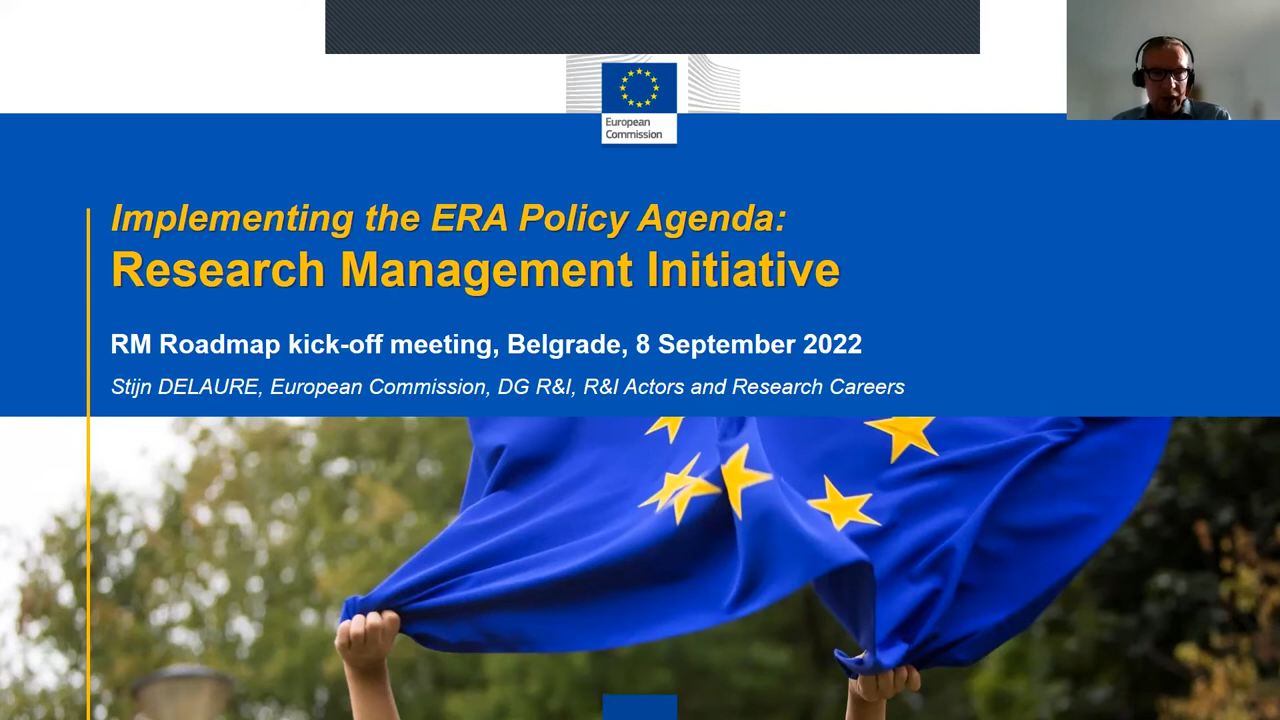 European
Commission
Implementing the ERA Policy Agenda:
Research Management Initiative
RM Roadmap kick-off meeting, Belgrade, 8 September 2022
Stijn DELAURE, European Commission, DG R&I, R&I Actors and Research Careers